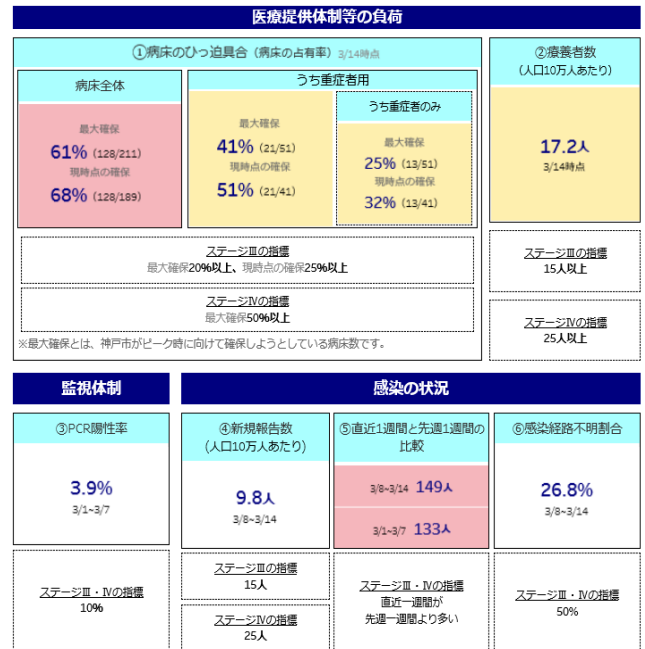 医療提供体制等の負荷
①病床のひっ迫具合（病床の占有率）3/14時点
病床全体
最大確保
61%（128/211）
現時点の確保
68%（128/189）
うち重症者用
最大確保
41%（21/51）
現時点の確保
51%（21/41）
うち重症者のみ
最大確保
25%（13/51）
現時点の確保
32%（13/41）
ステージⅢの指標
最大確保20%以上、現時点の確保25%以上
ステージⅣの指標
最大確保50%以上
※最大確保とは、神戸市がピーク時に向けて確保しようとしている病床数です。
②療養者数
（人口10万人あたり）
17.2人
3/14時点
ステージⅢの指標
15人以上
ステージⅣの指標
25人以上
監視体制
③PCR陽性率
3.9%
3/1~3/7
ステージⅢ・Ⅳの指標
10%
感染の状況
④新規報告数
(人口10万人あたり)
9.8人
3/8~3/14
ステージⅢの指標
15人
ステージⅣの指標
25人
⑤直近1週間と先週1週間の
比較
3/8~3/14 149人
3/1~3/7 133人
ステージⅢ・Ⅳの指標
直近一週間が
先週一週間より多い
⑥感染経路不明割合
26.8%
3/8~3/14
ステージⅢ・Ⅳの指標
50%